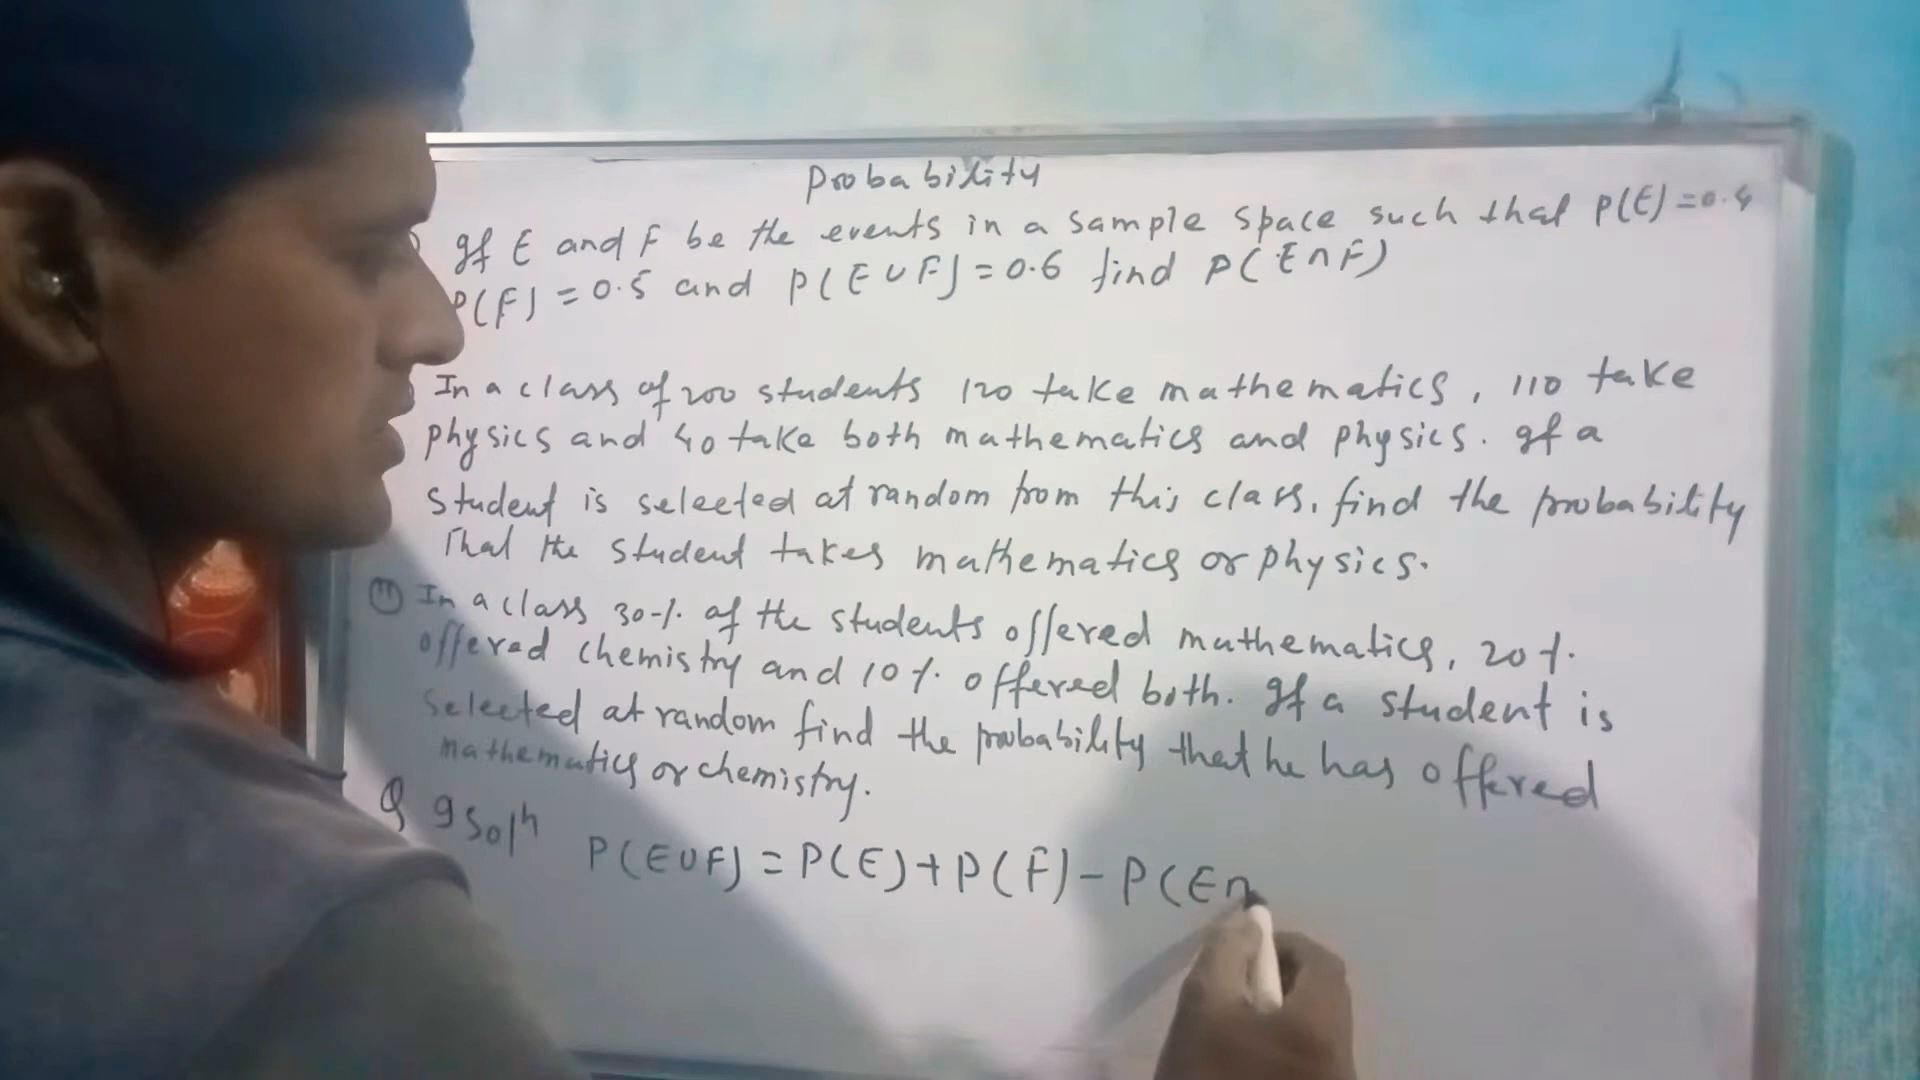 Probability
If E and F be the events in a sample space such that P(E)=0.4
P(F)=0.5 and P(E∪F)=0.6 find P(E∩F)
In a class of 200 students 120 take mathematics, 110 take
physics and 40 take both mathematics and physics. If a
student is selected at random from this class, find the probability
That the student takes mathematics or physics.
(III) In a class 30% of the students offered mathematics, 20%
offered chemistry and 10% offered both. If a student is
selected at random find the probability that he has offered
mathematics or chemistry.
P(E∪F)=P(E)+P(F)-P(E∩